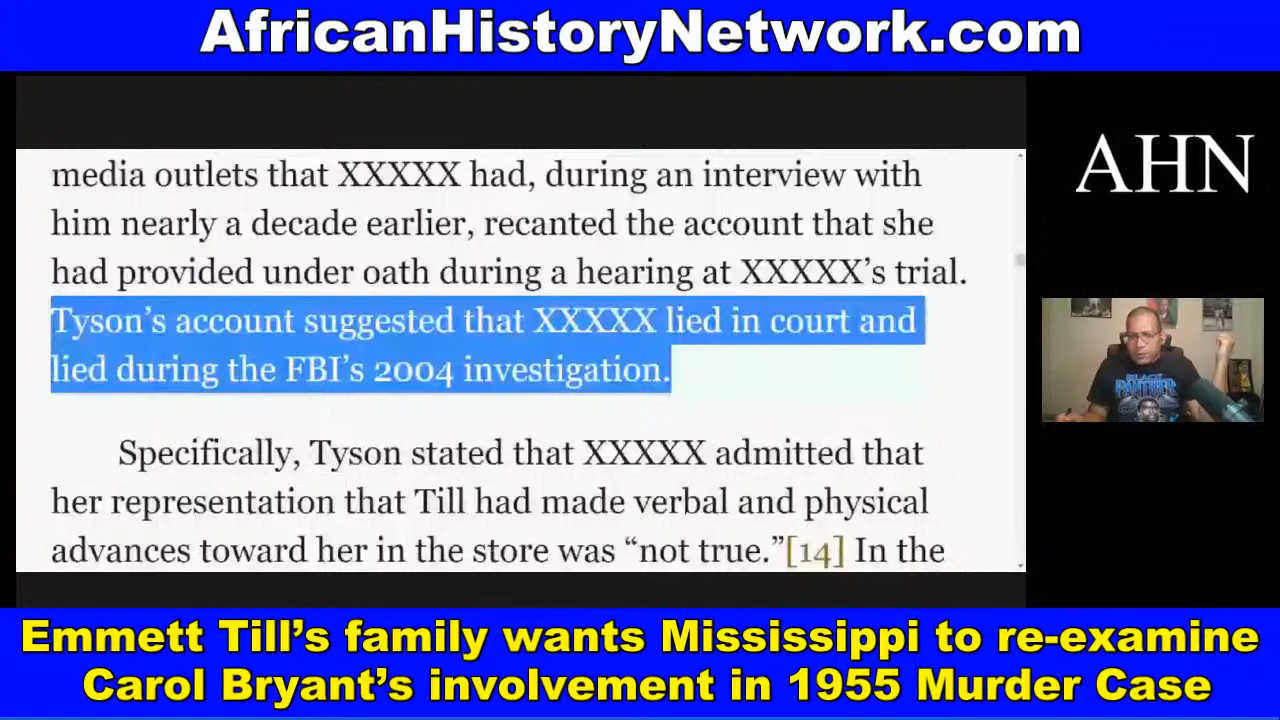 AfricanHistoryNetwork.com
media outlets that XXXXX had, during an interview with
him nearly a decade earlier, recanted the account that she
had provided under oath during a hearing at XXXXX’s trial.
Tyson’s account suggested that XXXXX lied in court and
lied during the FBI’s 2004 investigation.
Specifically, Tyson stated that XXXXX admitted that
her representation that Till had made verbal and physical
advances toward her in the store was “not true.”[14] In the
AHN
BLACK
PANTHER
Emmett Till’s family wants Mississippi to re-examine
Carol Bryant’s involvement in 1955 Murder Case